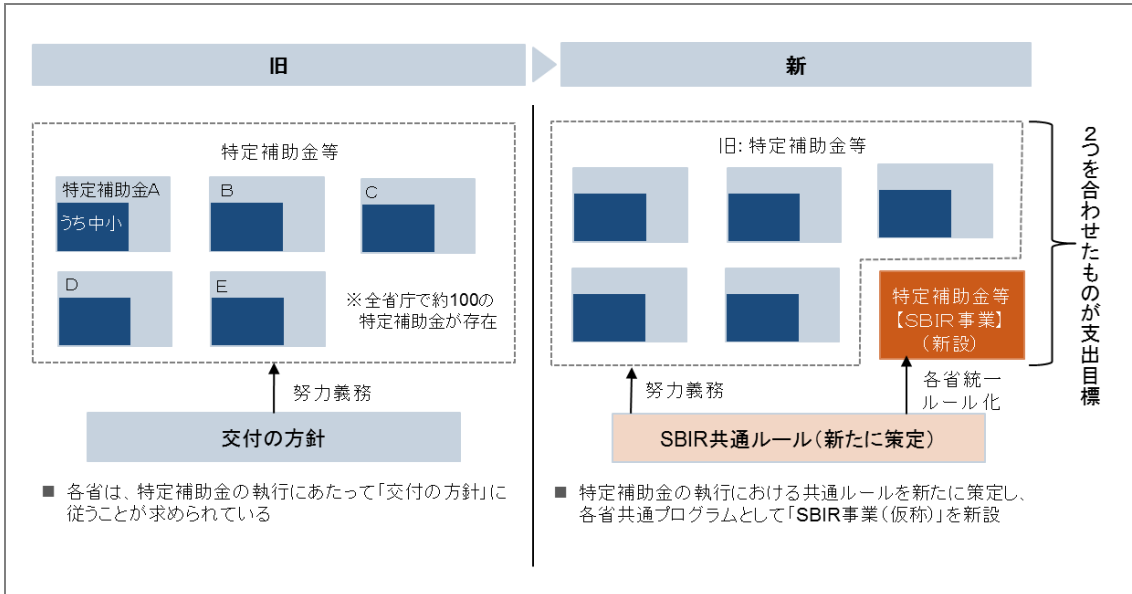 旧
新
特定補助金等
特定補助金A
うち中小
B
C
D
E
※全省庁で約100の
特定補助金が存在
努力義務
交付の方針
■ 各省は、特定補助金の執行にあたって「交付の方針」に
従うことが求められている
旧：特定補助金等
特定補助金等
【SBIR事業】
（新設）
努力義務
各省統一
ルール化
SBIR共通ルール（新たに策定）
■ 特定補助金の執行における共通ルールを新たに策定し、
各省共通プログラムとして「SBIR事業（仮称）」を新設
2つを合わせたものが支出目標